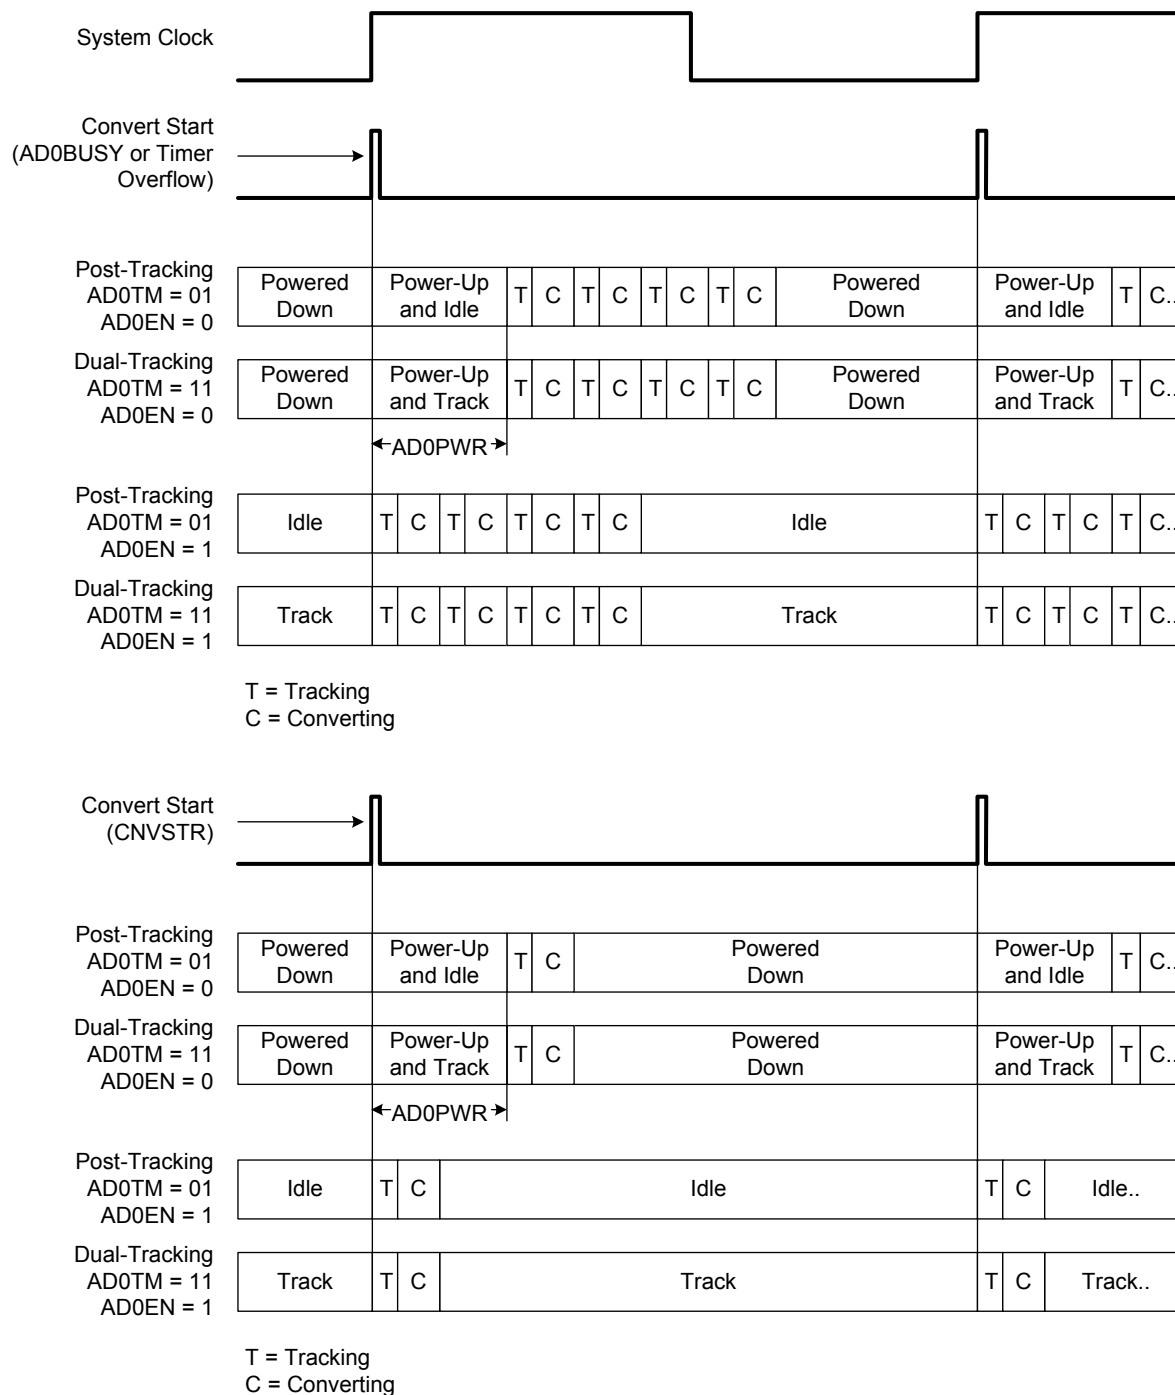 System Clock
Convert Start
(AD0BUSY or Timer
Overflow)
Post-Tracking
AD0TM = 01
AD0EN = 0
Powered
Down
Power-Up
and Idle
T C T C T C T C
Powered
Down
Power-Up
and Idle
T C..
Dual-Tracking
AD0TM = 11
AD0EN = 0
Powered
Down
Power-Up
and Track
T C T C T C T C
Powered
Down
Power-Up
and Track
T C..
AD0PWR
Post-Tracking
AD0TM = 01
AD0EN = 1
Idle T C T C T C T C Idle T C T C T C..
Dual-Tracking
AD0TM = 11
AD0EN = 1
Track T C T C T C T C Track T C T C T C..
T = Tracking
C = Converting
Convert Start
(CNVSTR)
Post-Tracking
AD0TM = 01
AD0EN = 0
Powered
Down
Power-Up
and Idle
T C
Powered
Down
Power-Up
and Idle
T C..
Dual-Tracking
AD0TM = 11
AD0EN = 0
Powered
Down
Power-Up
and Track
T C
Powered
Down
Power-Up
and Track
T C..
AD0PWR
Post-Tracking
AD0TM = 01
AD0EN = 1
Idle T C Idle T C Idle..
Dual-Tracking
AD0TM = 11
AD0EN = 1
Track T C Track T C Track..
T = Tracking
C = Converting